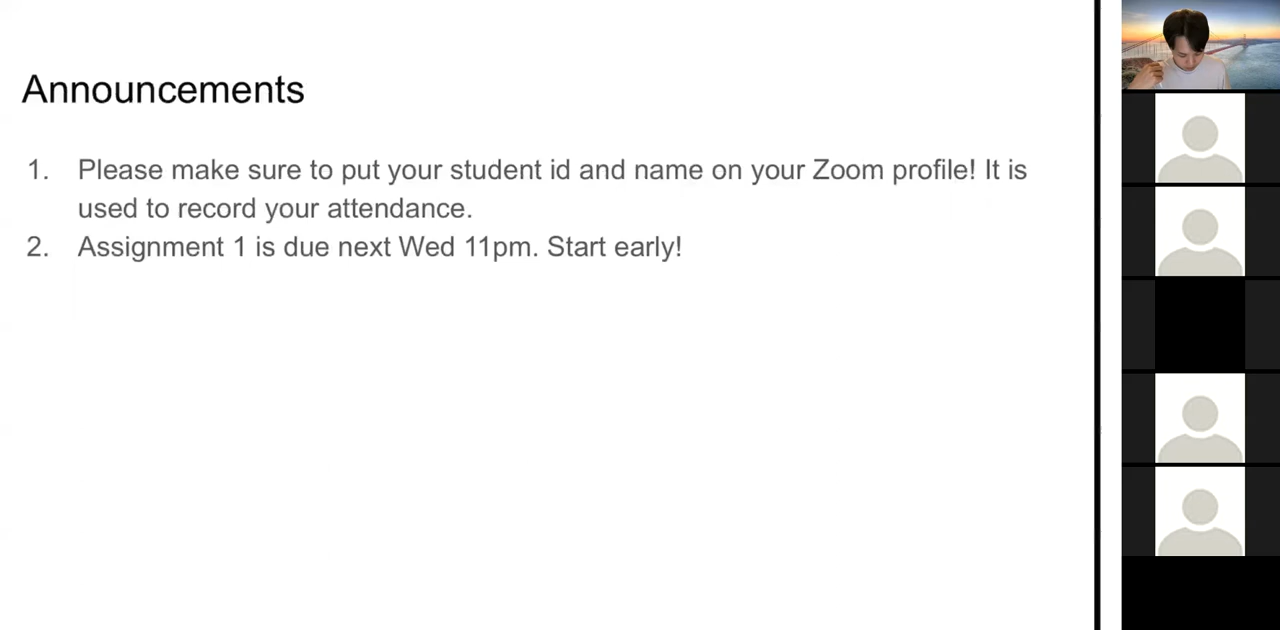 Announcements
1. Please make sure to put your student id and name on your Zoom profile! It is
used to record your attendance.
2. Assignment 1 is due next Wed 11pm. Start early!